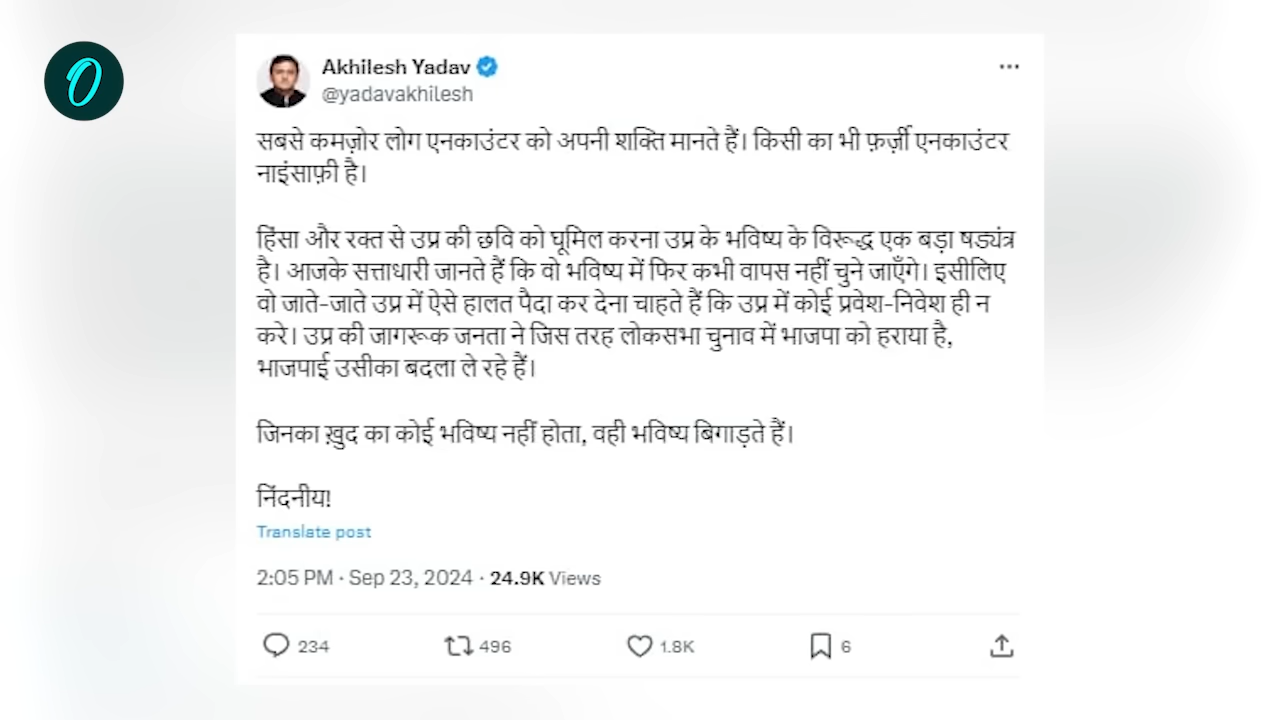 Akhilesh Yadav
@yadavakhilesh
सबसे कमज़ोर लोग एनकाउंटर को अपनी शक्ति मानते हैं। किसी का भी फ़र्ज़ी एनकाउंटर
नाइंसाफ़ी है।
हिंसा और रक्त से उप्र की छवि को घूमिल करना उप्र के भविष्य के विरूद्ध एक बड़ा षड्यंत्र
है। आजके सत्ताधारी जानते हैं कि वो भविष्य में फिर कभी वापस नहीं चुने जाएँगे। इसीलिए
वो जाते-जाते उप्र में ऐसे हालत पैदा कर देना चाहते हैं कि उप्र में कोई प्रवेश-निवेश ही न
करे। उप्र की जागरूक जनता ने जिस तरह लोकसभा चुनाव में भाजपा को हराया है,
भाजपाई उसीका बदला ले रहे हैं।
जिनका ख़ुद का कोई भविष्य नहीं होता, वही भविष्य बिगाड़ते हैं।
निंदनीय!
Translate post
2:05 PM · Sep 23, 2024 · 24.9K Views
234 496 1.8K 6